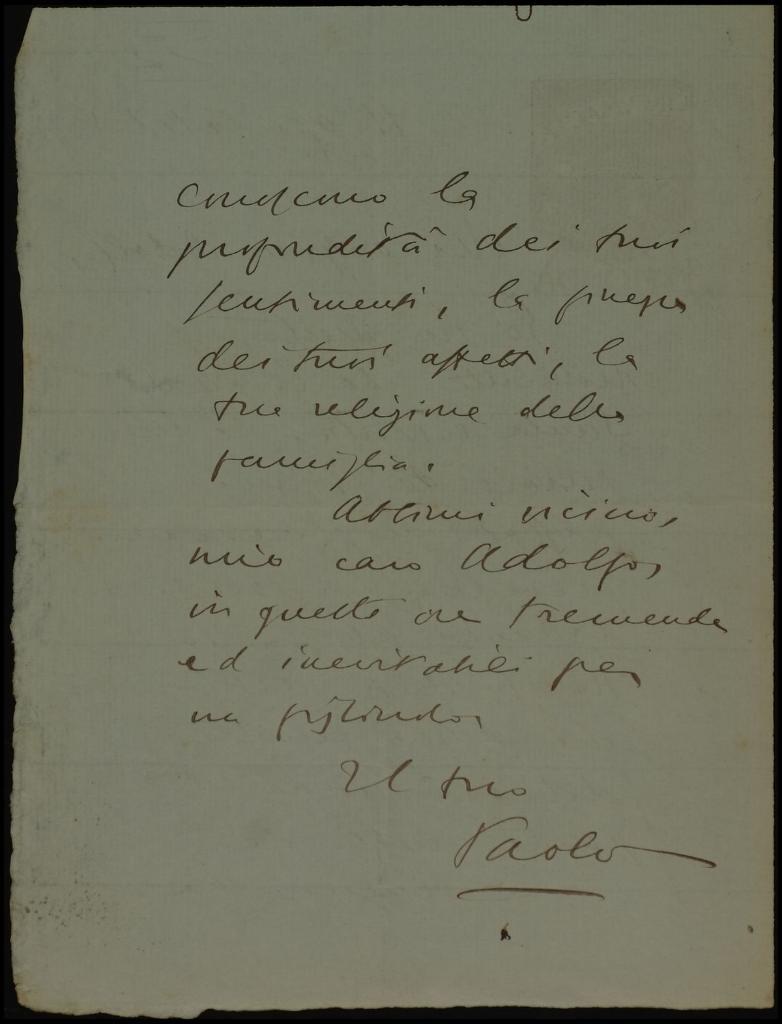 conoscono la
profondità dei tuoi
sentimenti, la
dei tuoi affetti, la
tua religione della
famiglia.
Abbimi vicino,
mio caro Adolfo,
in queste ore tremende
ed inevitabili per
un figliuolo,
Il tuo
Paolo